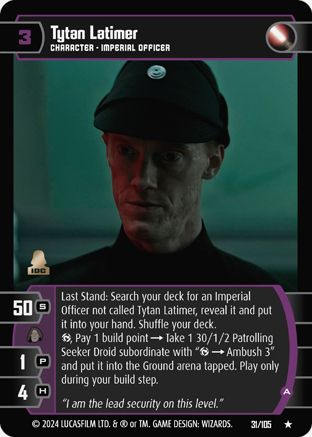 3
Tytan Latimer
CHARACTER - IMPERIAL OFFICER
IDC
50 S
1 P
4 H
Last Stand: Search your deck for an Imperial
Officer not called Tytan Latimer, reveal it and put
it into your hand. Shuffle your deck.
, Pay 1 build point → Take 1 30/1/2 Patrolling
Seeker Droid subordinate with “ → Ambush 3”
and put it into the Ground arena tapped. Play only
during your build step.
A
“I am the lead security on this level.”
© 2024 LUCASFILM LTD. & ® or TM. GAME DESIGN: WIZARDS.
31/105 ★